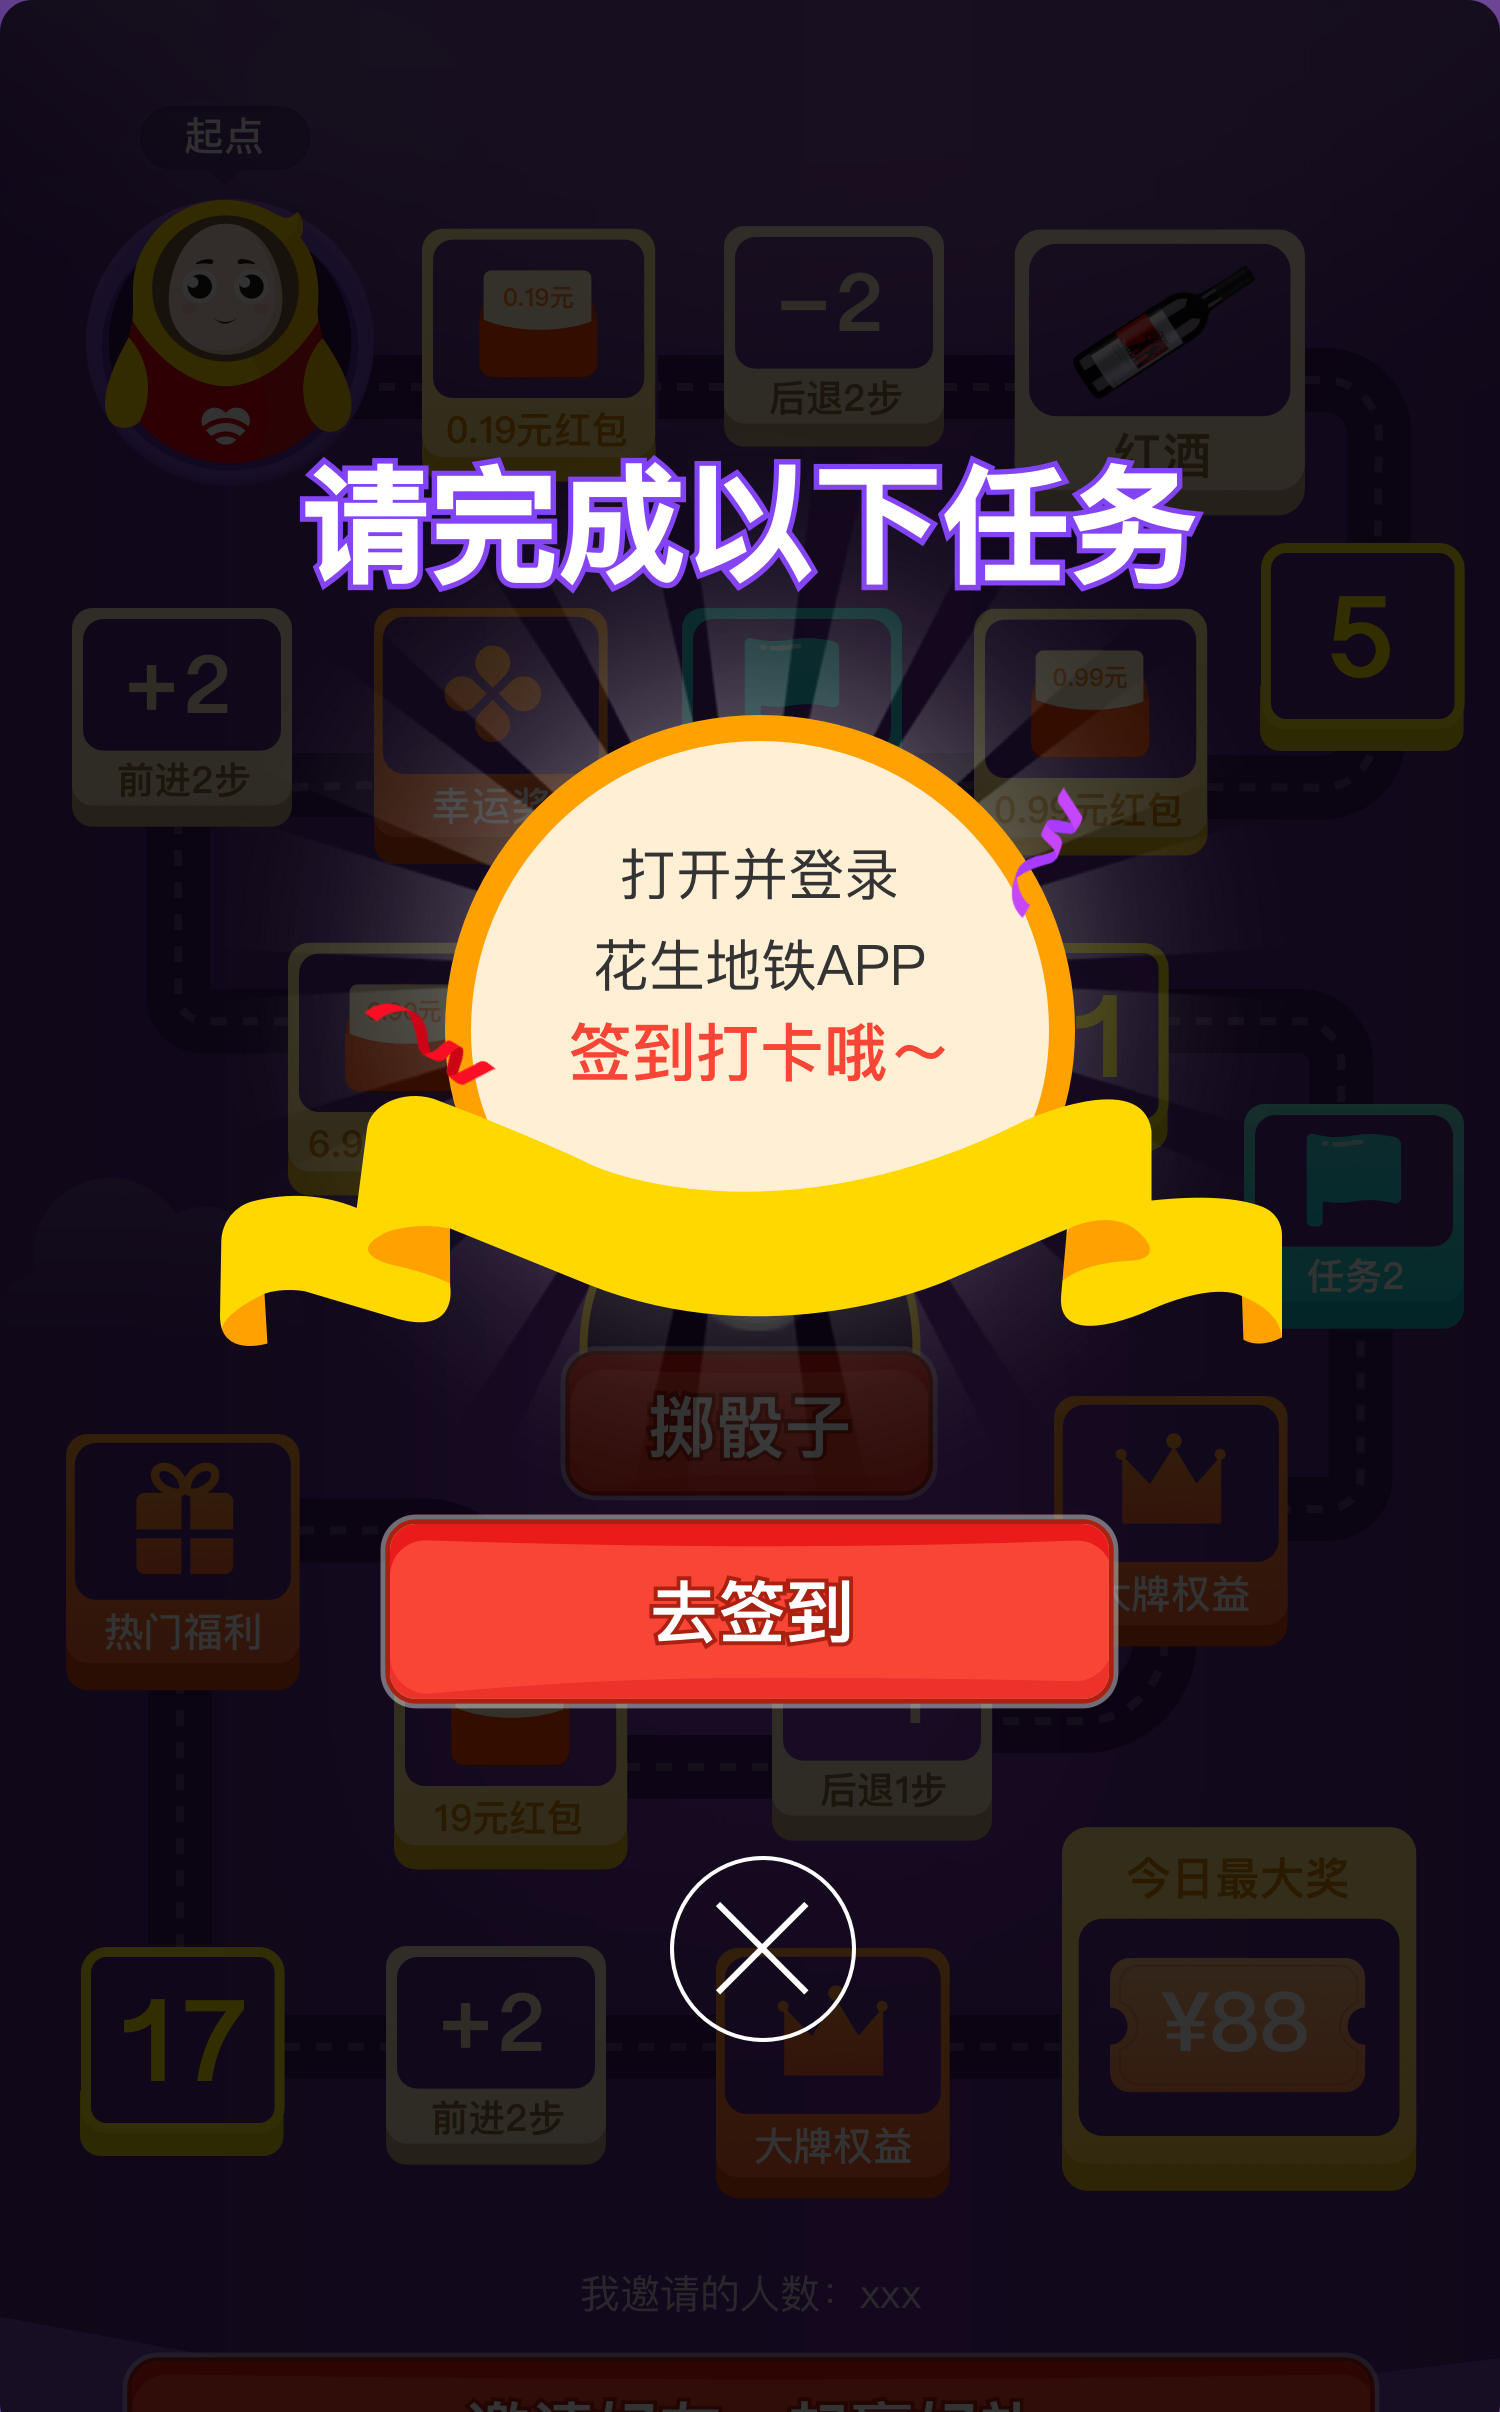 起点
0.19元
0.19元红包
-2
后退2步
红酒
请完成以下任务
5
+2
前进2步
幸运奖
0.99元
0.99元红包
打开并登录
花生地铁APP
签到打卡哦～
1
6.9
任务2
掷骰子
去签到
热门福利
大牌权益
19元红包
后退1步
今日最大奖
¥88
17
+2
前进2步
大牌权益
我邀请的人数：xxx